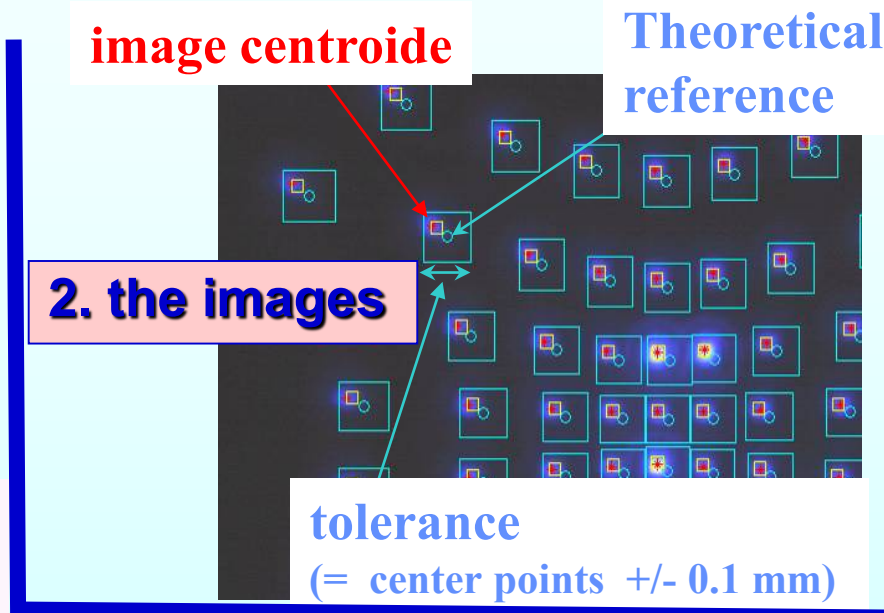 image centroide
Theoretical
reference
2. the images
tolerance
(= center points +/- 0.1 mm)